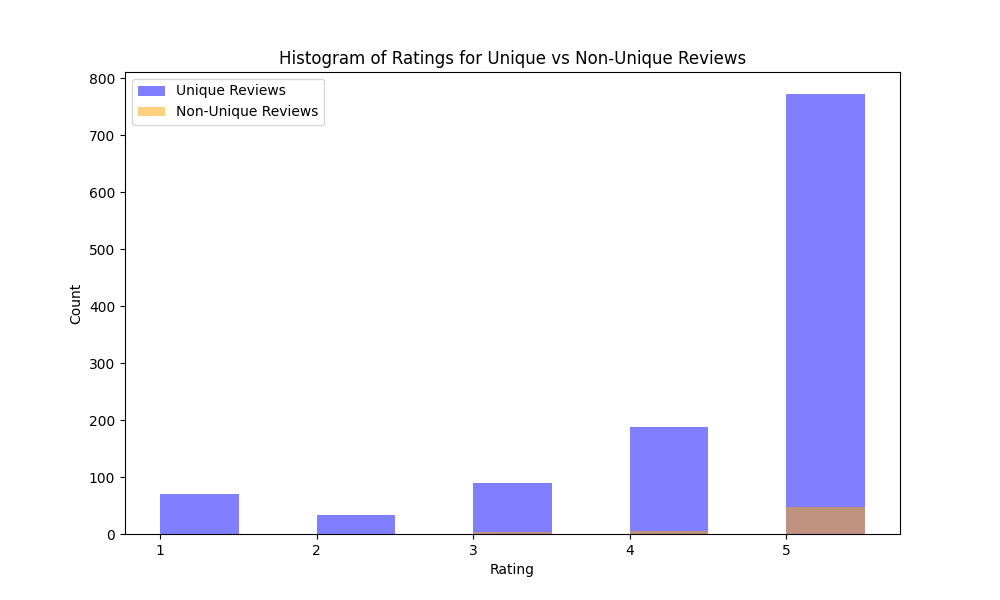 Histogram of Ratings for Unique vs Non-Unique Reviews
Unique Reviews
Non-Unique Reviews
800
700
600
500
400
300
200
100
0
Count
1 2 3 4 5
Rating